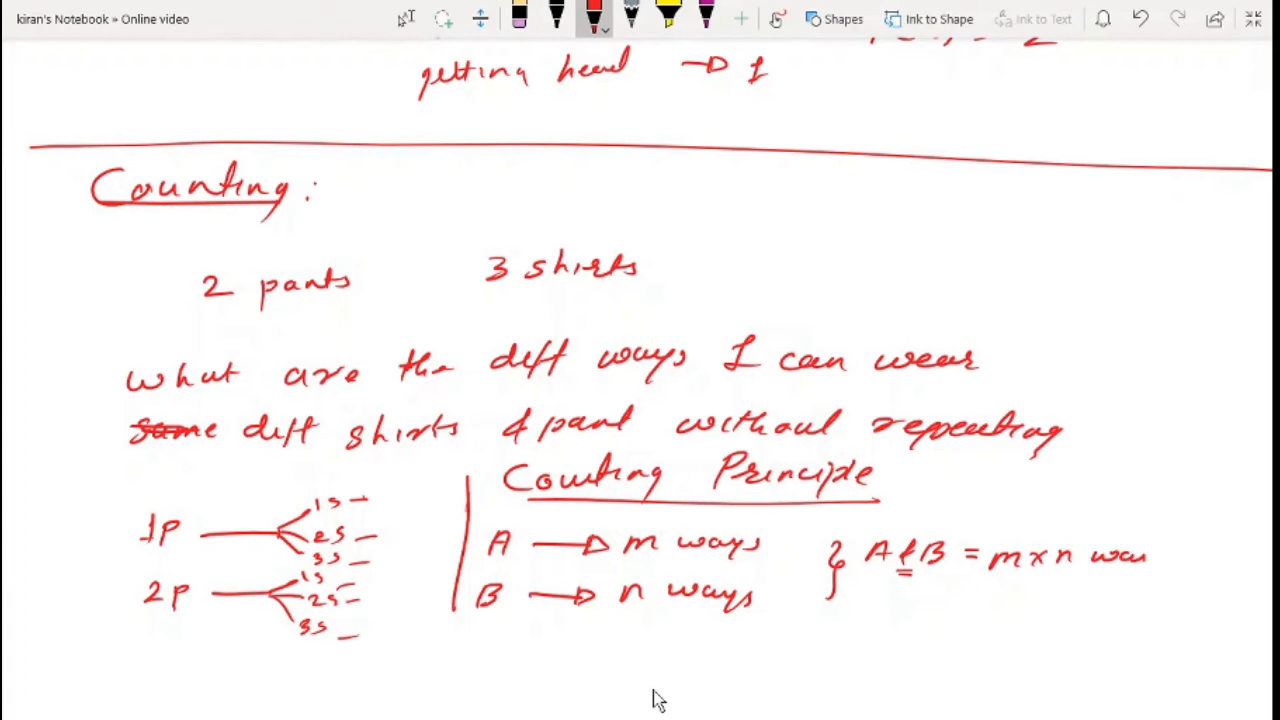 kiran's Notebook » Online video
Shapes
Ink to Shape
Ink to Text
getting head → 1
Counting:
2 pants 3 shirts
What are the diff ways I can wear
same diff shirts & pant without repeating
Counting Principle
1P 1S
2S
3S
2P 1S
2S
3S
A → m ways
B → n ways
} A & B = m x n wa